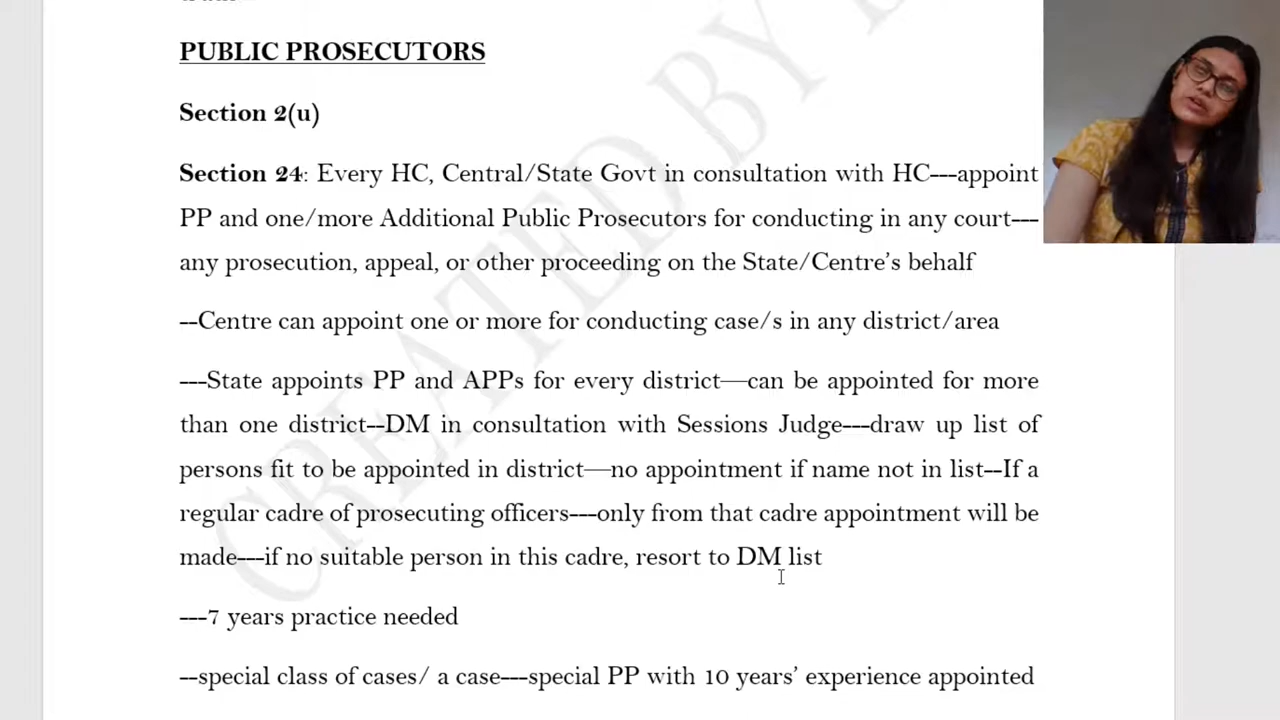 PUBLIC PROSECUTORS
Section 2(u)
Section 24: Every HC, Central/State Govt in consultation with HC---appoint
PP and one/more Additional Public Prosecutors for conducting in any court---
any prosecution, appeal, or other proceeding on the State/Centre's behalf
--Centre can appoint one or more for conducting case/s in any district/area
---State appoints PP and APPs for every district—can be appointed for more
than one district--DM in consultation with Sessions Judge---draw up list of
persons fit to be appointed in district—no appointment if name not in list--If a
regular cadre of prosecuting officers---only from that cadre appointment will be
made---if no suitable person in this cadre, resort to DM list
---7 years practice needed
--special class of cases/ a case---special PP with 10 years' experience appointed
CREATED BY